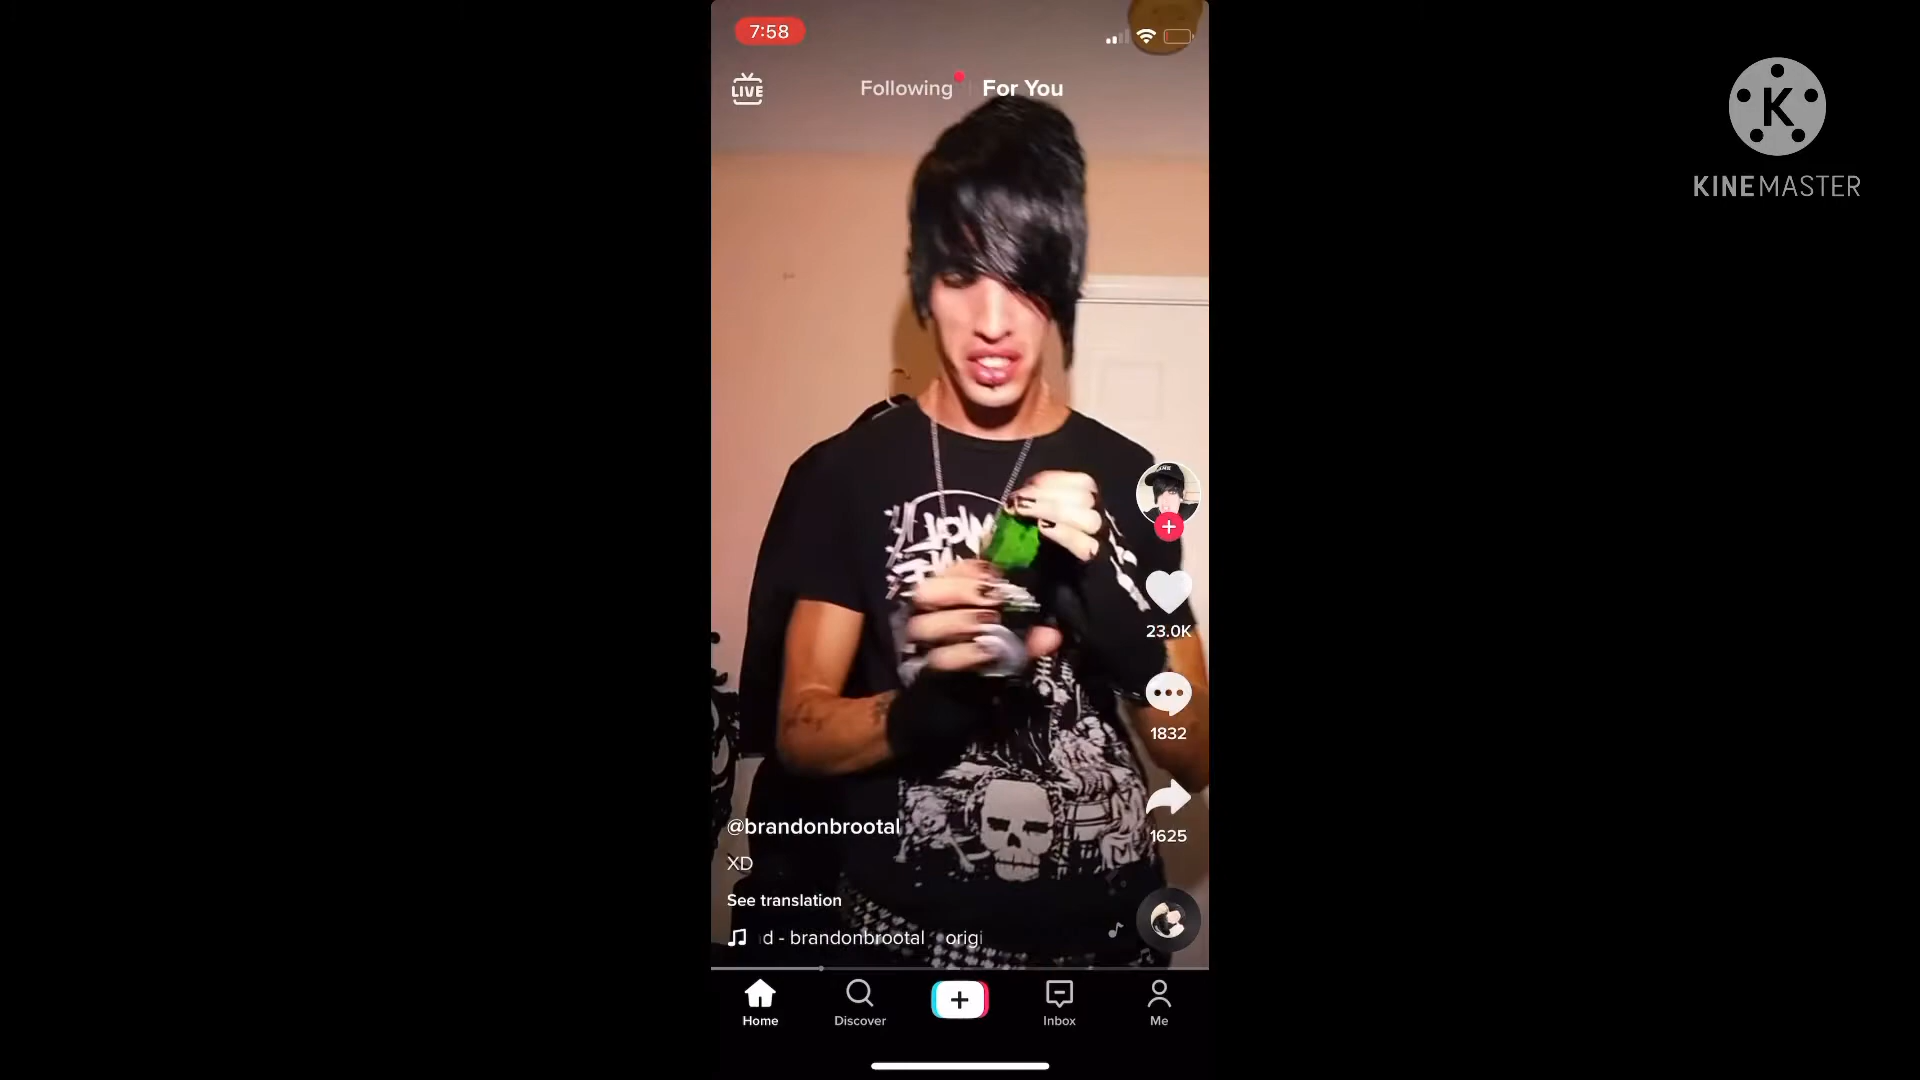 7:58
LIVE
Following
For You
K
KINEMASTER
23.0K
1832
1625
@brandonbrootal
XD
See translation
d - brandonbrootal origi
Home
Discover
Inbox
Me